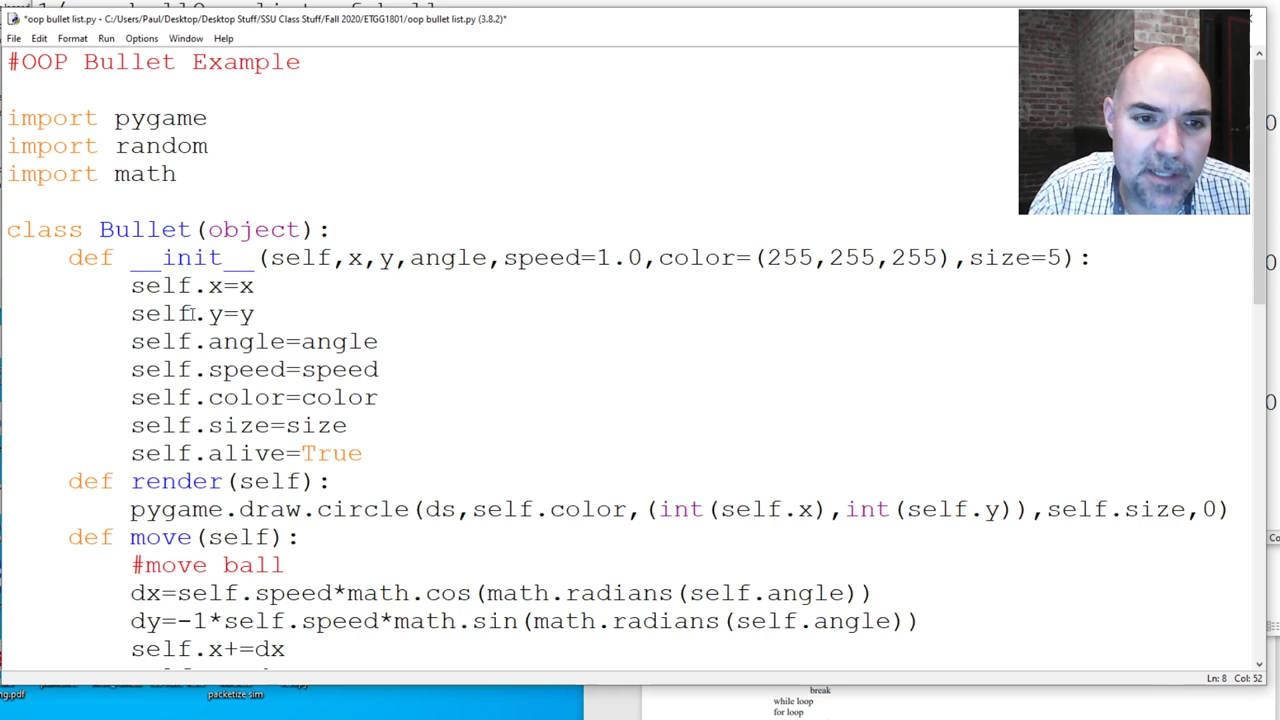 *oop bullet list.py - C:/Users/Paul/Desktop/Desktop Stuff/SSU Class Stuff/Fall 2020/ETGG1801/oop bullet list.py (3.8.2)*
File Edit Format Run Options Window Help
#OOP Bullet Example
import pygame
import random
import math
class Bullet(object):
def __init__(self,x,y,angle,speed=1.0,color=(255,255,255),size=5):
self.x=x
self.y=y
self.angle=angle
self.speed=speed
self.color=color
self.size=size
self.alive=True
def render(self):
pygame.draw.circle(ds,self.color,(int(self.x),int(self.y)),self.size,0)
def move(self):
#move ball
dx=self.speed*math.cos(math.radians(self.angle))
dy=-1*self.speed*math.sin(math.radians(self.angle))
self.x+=dx
Ln: 8 Col: 52
ng.pdf
packetize sim
break
while loop
for loop